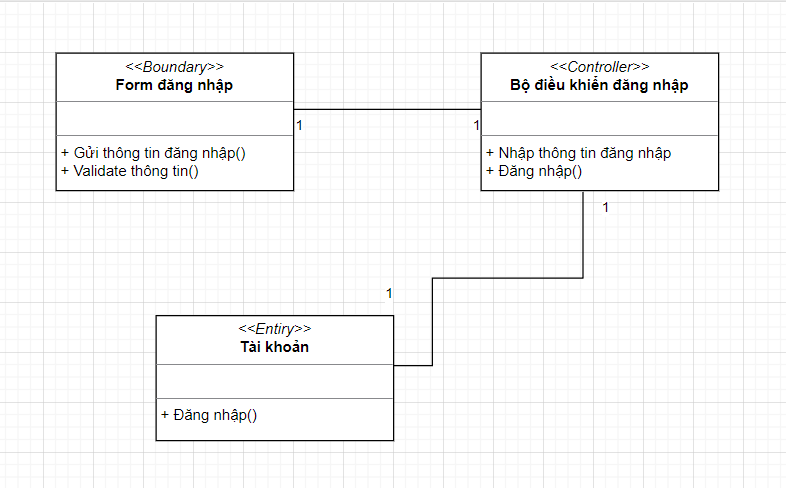 <<Boundary>>
Form đăng nhập
+ Gửi thông tin đăng nhập()
+ Validate thông tin()
1
1
<<Controller>>
Bộ điều khiến đăng nhập
+ Nhập thông tin đăng nhập
+ Đăng nhập()
1
1
<<Entiry>>
Tài khoản
+ Đăng nhập()